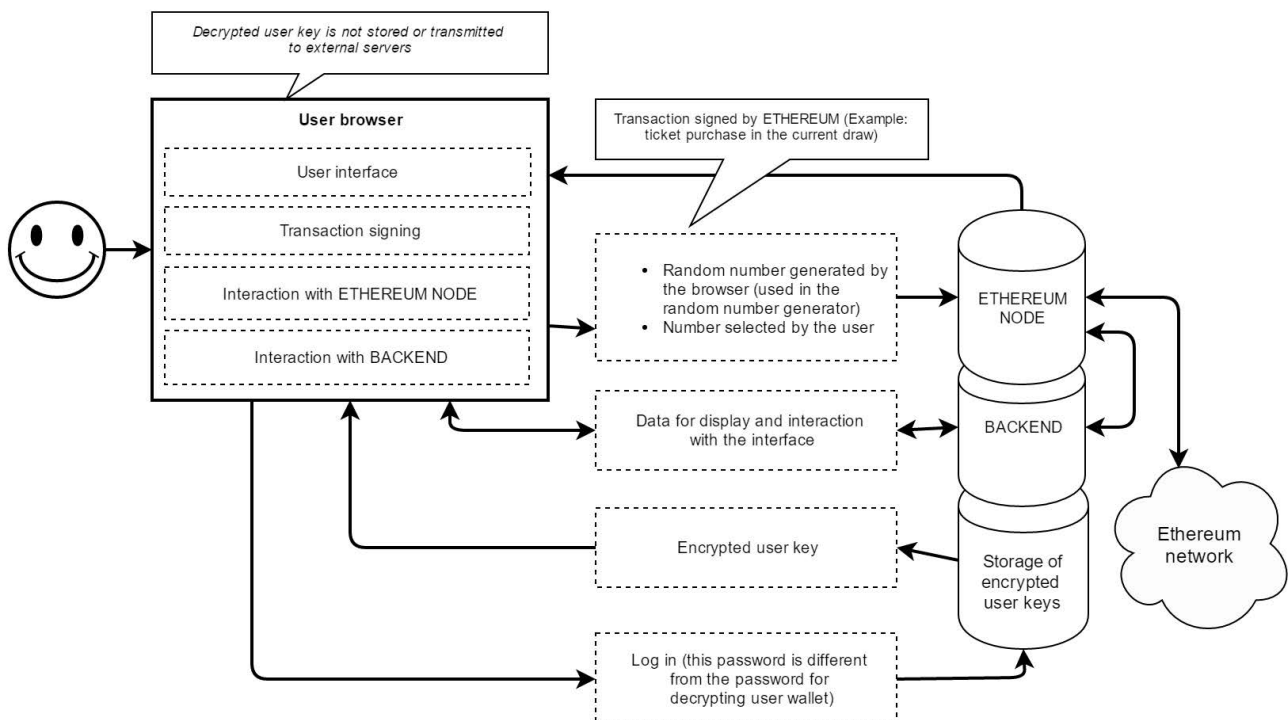 Decrypted user key is not stored or transmitted
to external servers
User browser
User interface
Transaction signing
Interaction with ETHEREUM NODE
Interaction with BACKEND
Transaction signed by ETHEREUM (Example:
ticket purchase in the current draw)
• Random number generated by
the browser (used in the
random number generator)
• Number selected by the user
ETHEREUM
NODE
Data for display and interaction
with the interface
BACKEND
Encrypted user key
Storage of
encrypted
user keys
Ethereum
network
Log in (this password is different
from the password for
decrypting user wallet)